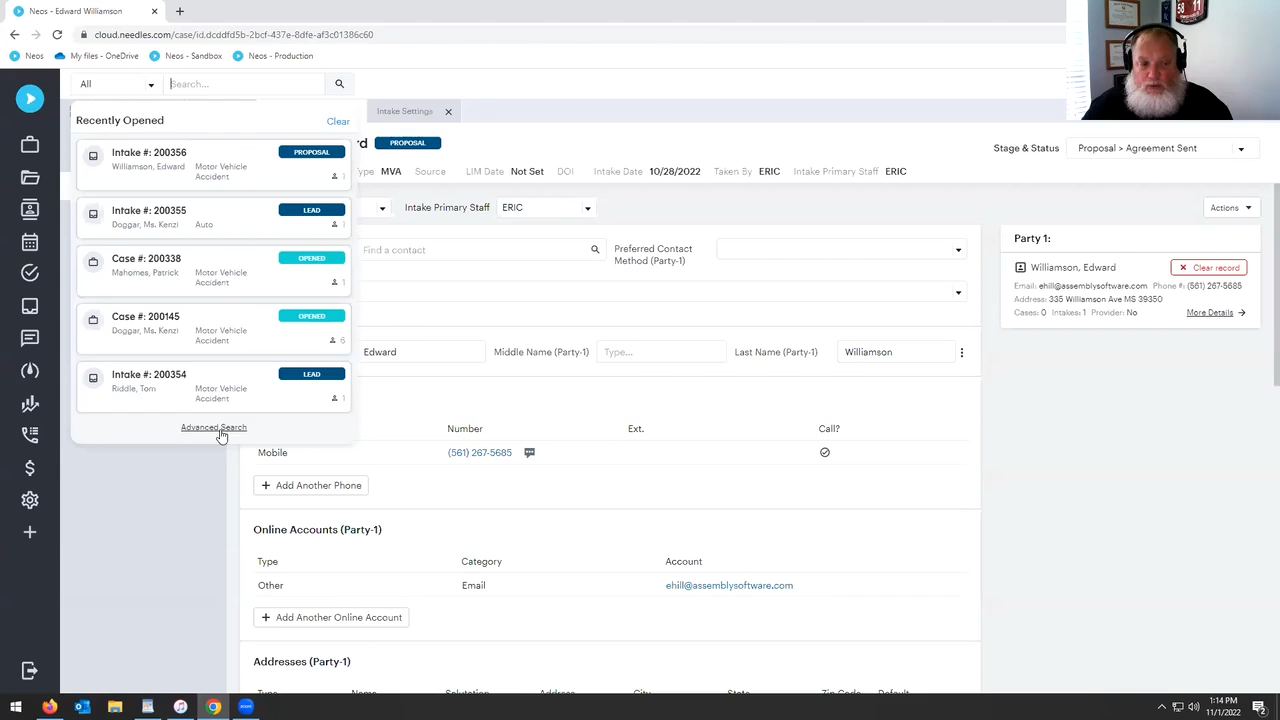 Neos - Edward Williamson
cloud.needles.com/case/id.dcddfd5b-2bcf-437e-8dfe-af3c01386c60
Neos
My files - OneDrive
Neos - Sandbox
Neos - Production
58 11
All
Search...
Recently Opened
Clear
Intake #: 200356
PROPOSAL
Williamson, Edward
Motor Vehicle
Accident
1
Intake #: 200355
LEAD
Doggar, Ms. Kenzi
Auto
1
Case #: 200338
OPENED
Mahomes, Patrick
Motor Vehicle
Accident
1
Case #: 200145
OPENED
Doggar, Ms. Kenzi
Motor Vehicle
Accident
6
Intake #: 200354
LEAD
Riddle, Tom
Motor Vehicle
Accident
1
Advanced Search
Intake Settings
PROPOSAL
Stage & Status
Proposal > Agreement Sent
MVA
Source
LIM Date Not Set
DOI
Intake Date 10/28/2022
Taken By ERIC
Intake Primary Staff ERIC
Intake Primary Staff
ERIC
Actions
Find a contact
Preferred Contact
Method (Party-1)
Edward
Middle Name (Party-1)
Type...
Last Name (Party-1)
Williamson
Number
Ext.
Call?
Mobile
(561) 267-5685
+ Add Another Phone
Online Accounts (Party-1)
Type
Category
Account
Other
Email
ehill@assemblysoftware.com
+ Add Another Online Account
Addresses (Party-1)
Party 1:
Williamson, Edward
Clear record
Email: ehill@assemblysoftware.com Phone #: (561) 267-5685
Address: 335 Williamson Ave MS 39350
Cases: 0 Intakes: 1 Provider: No
More Details
1:14 PM
11/1/2022
2